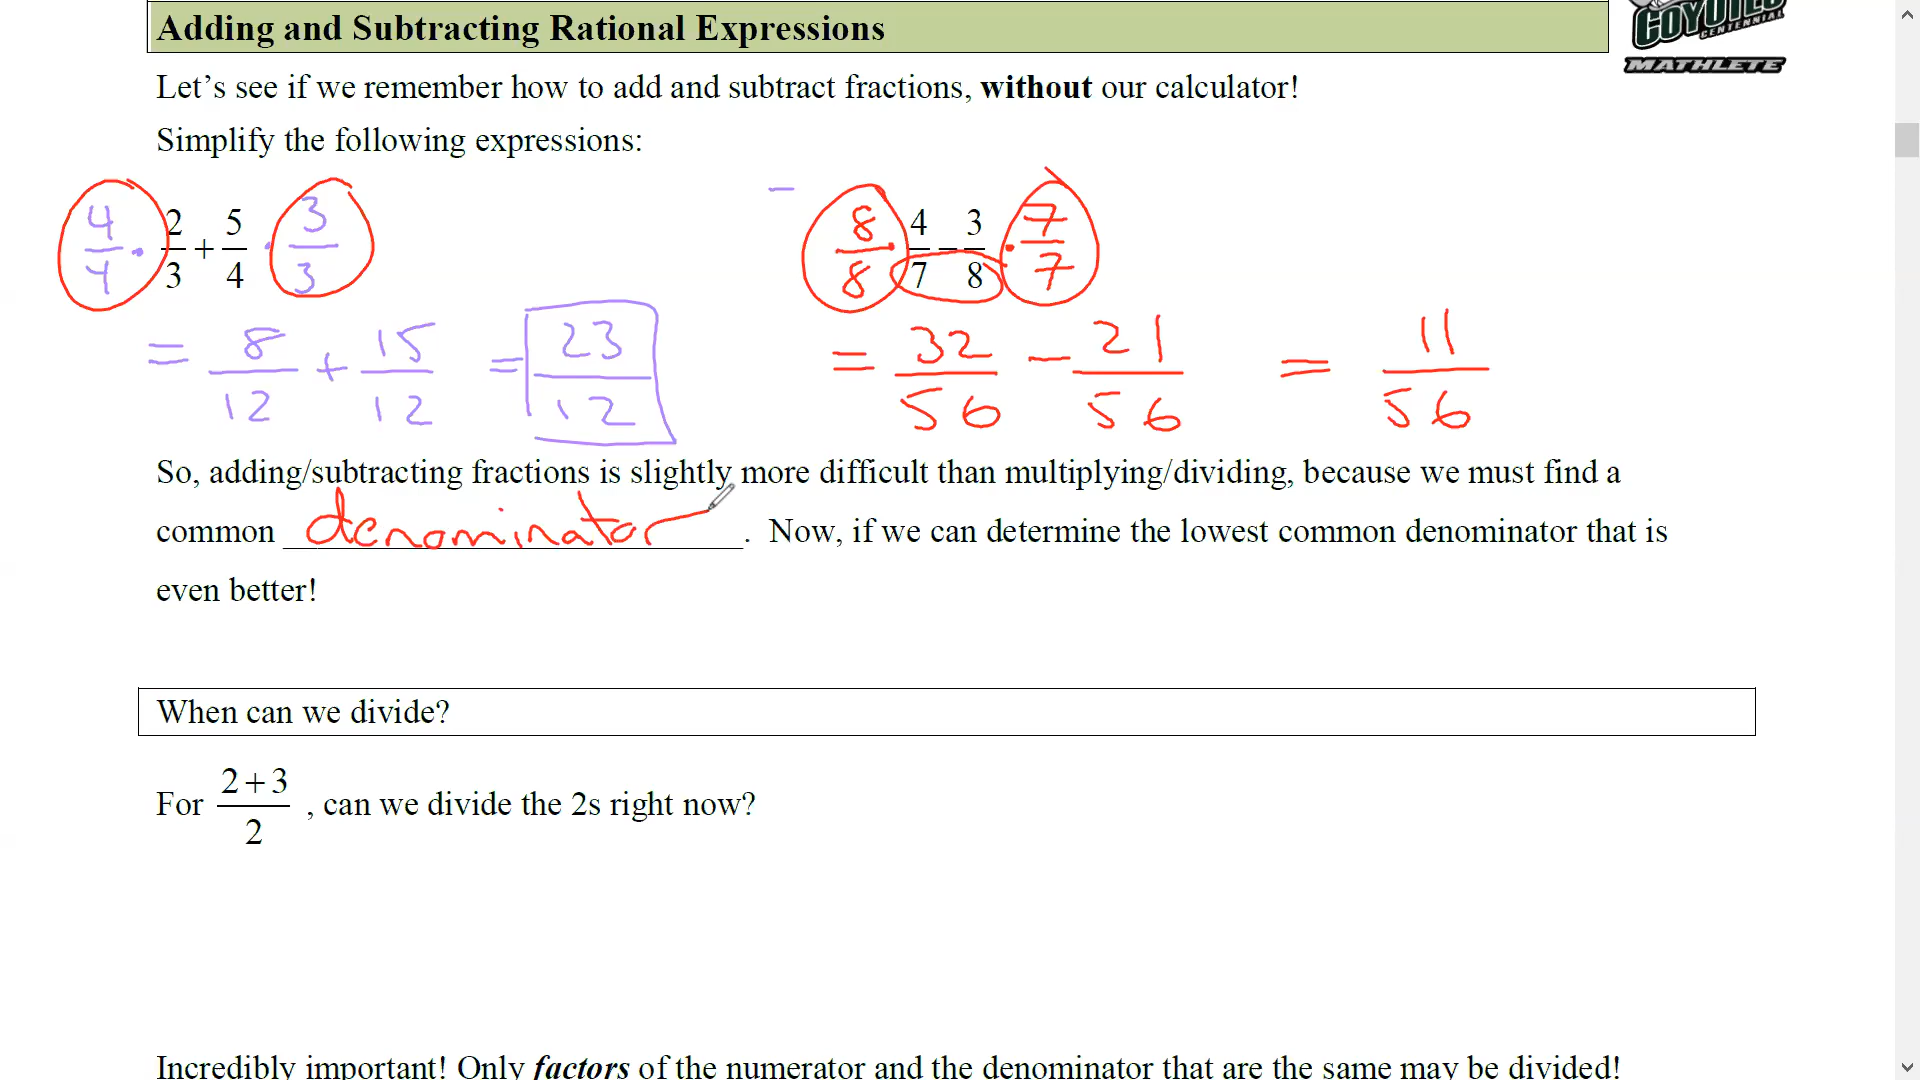 COYOTES
CENTENNIAL
MATHLETE
Adding and Subtracting Rational Expressions
Let’s see if we remember how to add and subtract fractions, without our calculator!
Simplify the following expressions:
4/4 · 2/3 + 5/4 · 3/3
8/8 · 4/7 − 3/8 · 7/7
= 8/12 + 15/12 = 23/12
= 32/56 − 21/56 = 11/56
So, adding/subtracting fractions is slightly more difficult than multiplying/dividing, because we must find a
common denominator. Now, if we can determine the lowest common denominator that is
even better!
When can we divide?
For (2+3)/2 , can we divide the 2s right now?
Incredibly important! Only factors of the numerator and the denominator that are the same may be divided!